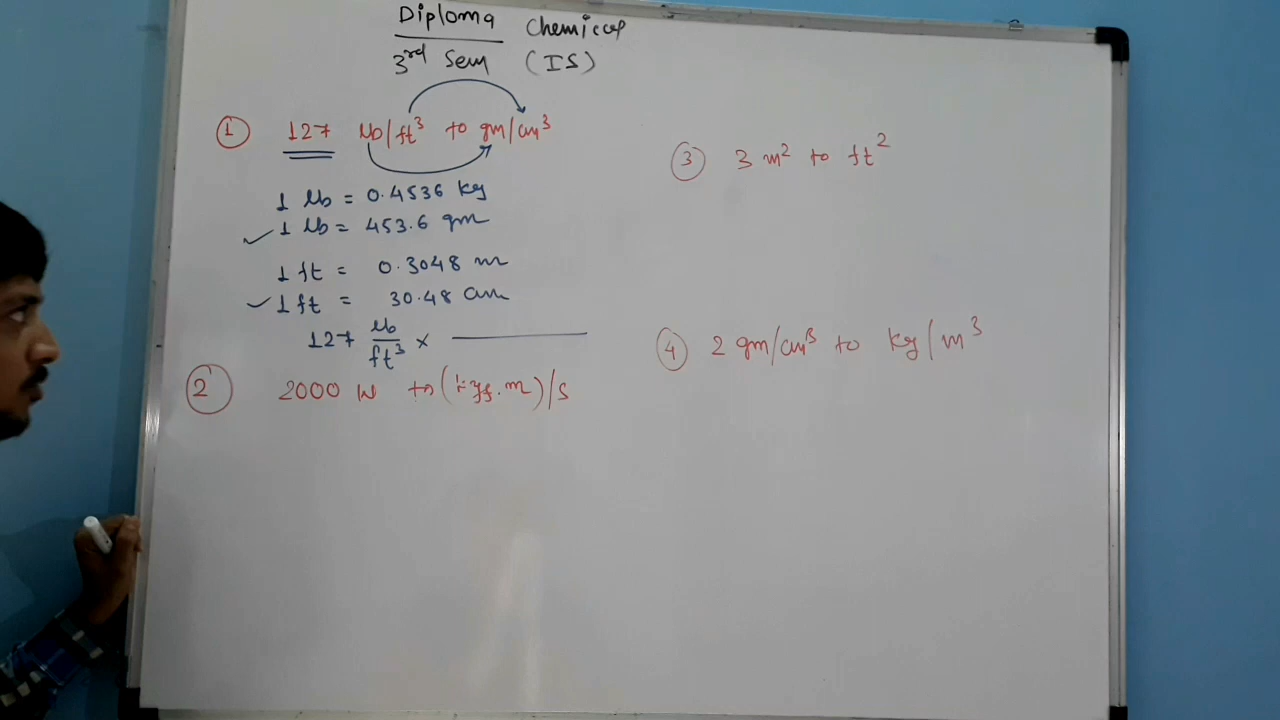 Diploma Chemical
3rd Sem (IS)
① 127 lb/ft³ to gm/cm³
1 lb = 0.4536 kg
✓ 1 lb = 453.6 gm
1 ft = 0.3048 m
✓ 1 ft = 30.48 cm
127 lb/ft³ ×
② 2000 W to (kgf.m)/s
③ 3 m² to ft²
④ 2 gm/cm³ to kg/m³